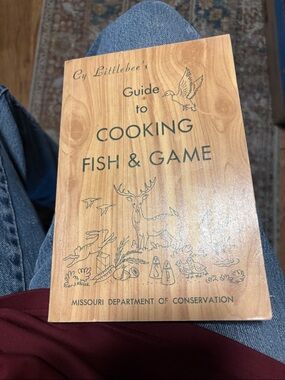 Cy Littlebee's
Guide
to
COOKING
FISH & GAME
MISSOURI DEPARTMENT OF CONSERVATION